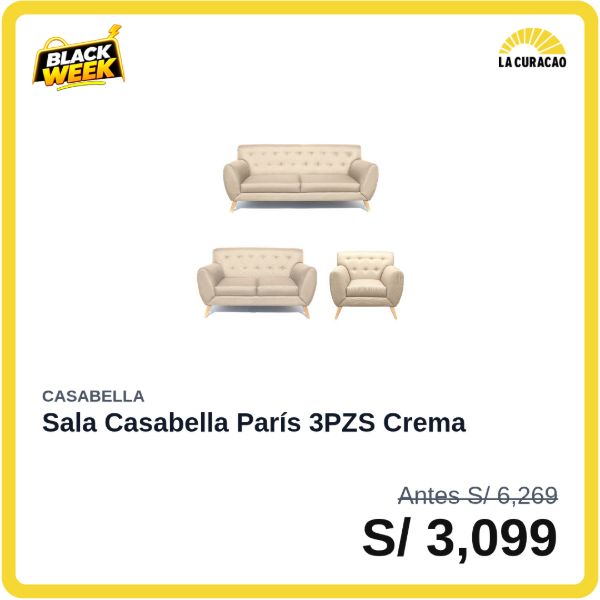 BLACK
WEEK
LA CURACAO
CASABELLA
Sala Casabella París 3PZS Crema
Antes S/ 6,269
S/ 3,099